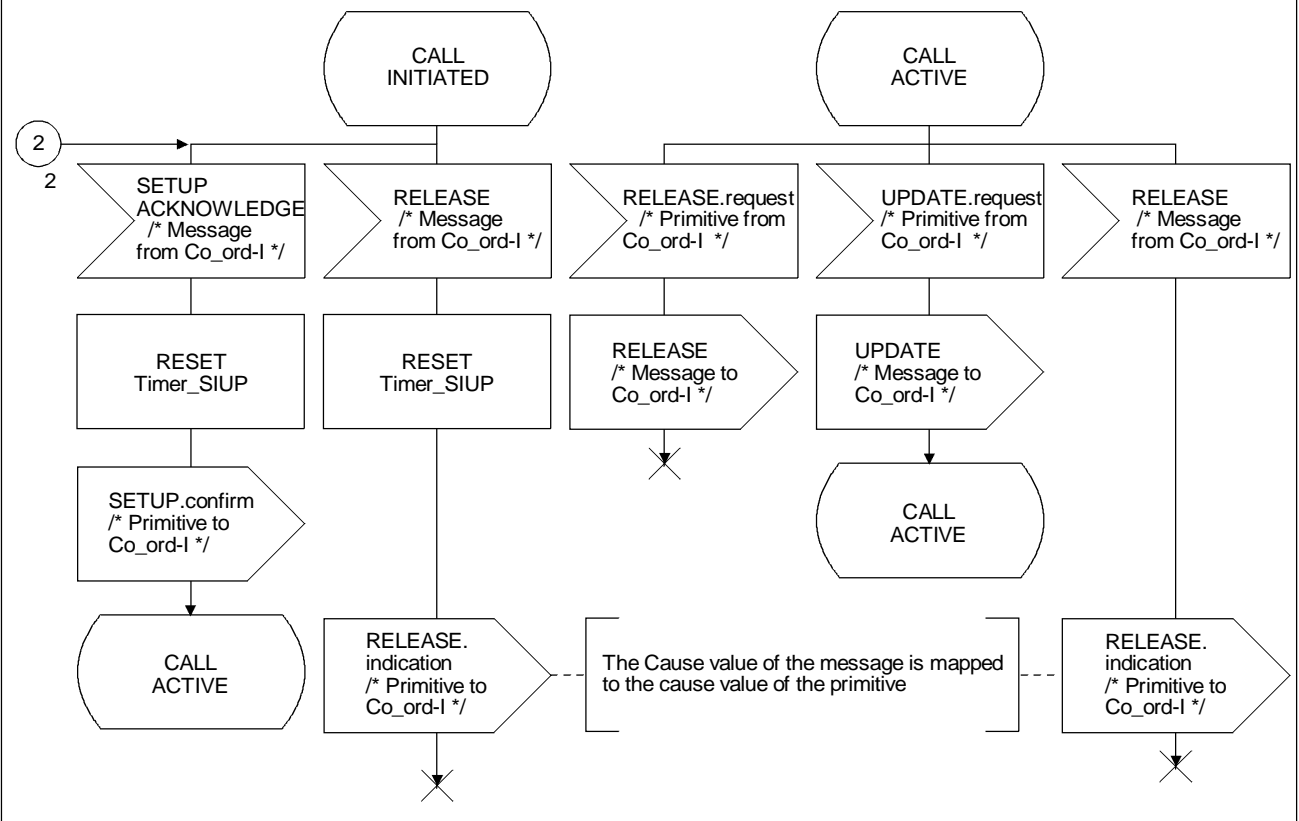 CALL
INITIATED
CALL
ACTIVE
2
2
SETUP
ACKNOWLEDGE
/* Message
from Co_ord-I */
RELEASE
/* Message
from Co_ord-I */
RELEASE.request
/* Primitive from
Co_ord-I */
UPDATE.request
/* Primitive from
Co_ord-I */
RELEASE
/* Message
from Co_ord-I */
RESET
Timer_SIUP
RESET
Timer_SIUP
RELEASE
/* Message to
Co_ord-I */
UPDATE
/* Message to
Co_ord-I */
SETUP.confirm
/* Primitive to
Co_ord-I */
CALL
ACTIVE
CALL
ACTIVE
RELEASE.
indication
/* Primitive to
Co_ord-I */
The Cause value of the message is mapped
to the cause value of the primitive
RELEASE.
indication
/* Primitive to
Co_ord-I */